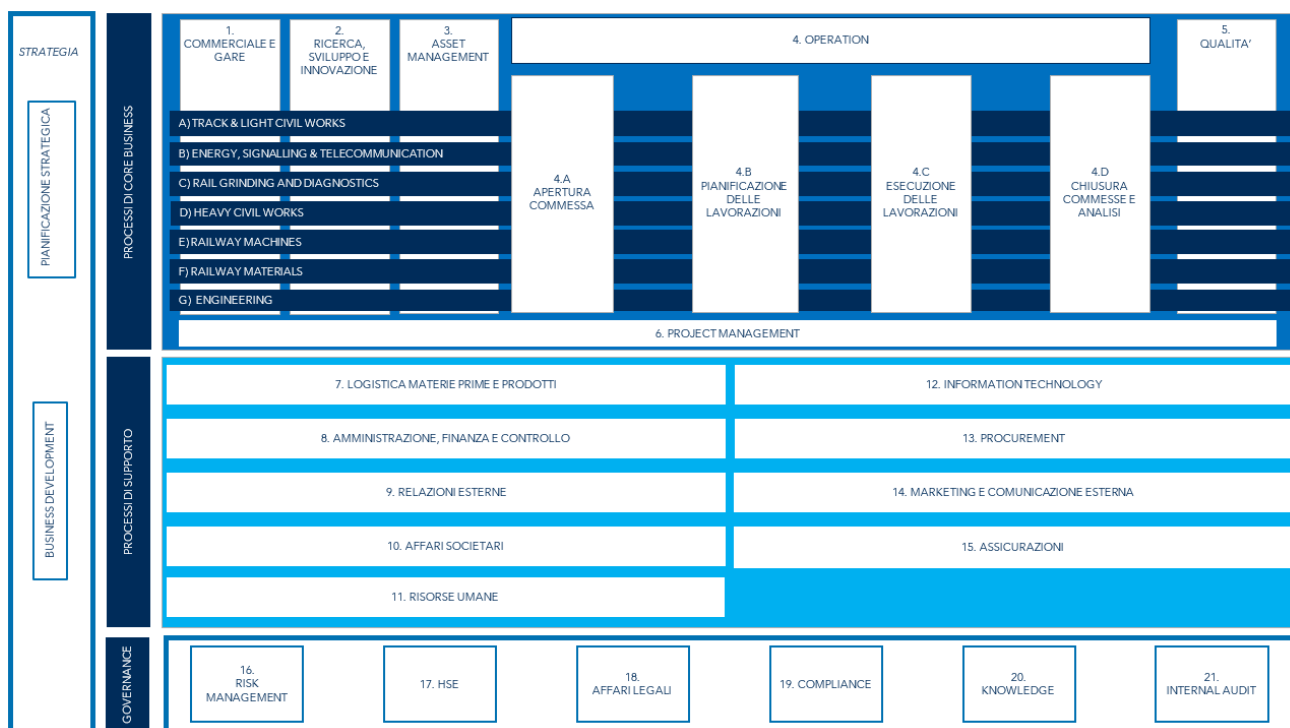 STRATEGIA
PIANIFICAZIONE STRATEGICA
BUSINESS DEVELOPMENT
PROCESSI DI CORE BUSINESS
1.
COMMERCIALE E
GARE
2.
RICERCA,
SVILUPPO E
INNOVAZIONE
3.
ASSET
MANAGEMENT
4. OPERATION
5.
QUALITA’
A) TRACK & LIGHT CIVIL WORKS
B) ENERGY, SIGNALLING & TELECOMMUNICATION
C) RAIL GRINDING AND DIAGNOSTICS
D) HEAVY CIVIL WORKS
E) RAILWAY MACHINES
F) RAILWAY MATERIALS
G) ENGINEERING
4.A
APERTURA
COMMESSA
4.B
PIANIFICAZIONE
DELLE
LAVORAZIONI
4.C
ESECUZIONE
DELLE
LAVORAZIONI
4.D
CHIUSURA
COMMESSE E
ANALISI
6. PROJECT MANAGEMENT
PROCESSI DI SUPPORTO
7. LOGISTICA MATERIE PRIME E PRODOTTI
8. AMMINISTRAZIONE, FINANZA E CONTROLLO
9. RELAZIONI ESTERNE
10. AFFARI SOCIETARI
11. RISORSE UMANE
12. INFORMATION TECHNOLOGY
13. PROCUREMENT
14. MARKETING E COMUNICAZIONE ESTERNA
15. ASSICURAZIONI
GOVERNANCE
16.
RISK
MANAGEMENT
17. HSE
18.
AFFARI LEGALI
19. COMPLIANCE
20.
KNOWLEDGE
21.
INTERNAL AUDIT